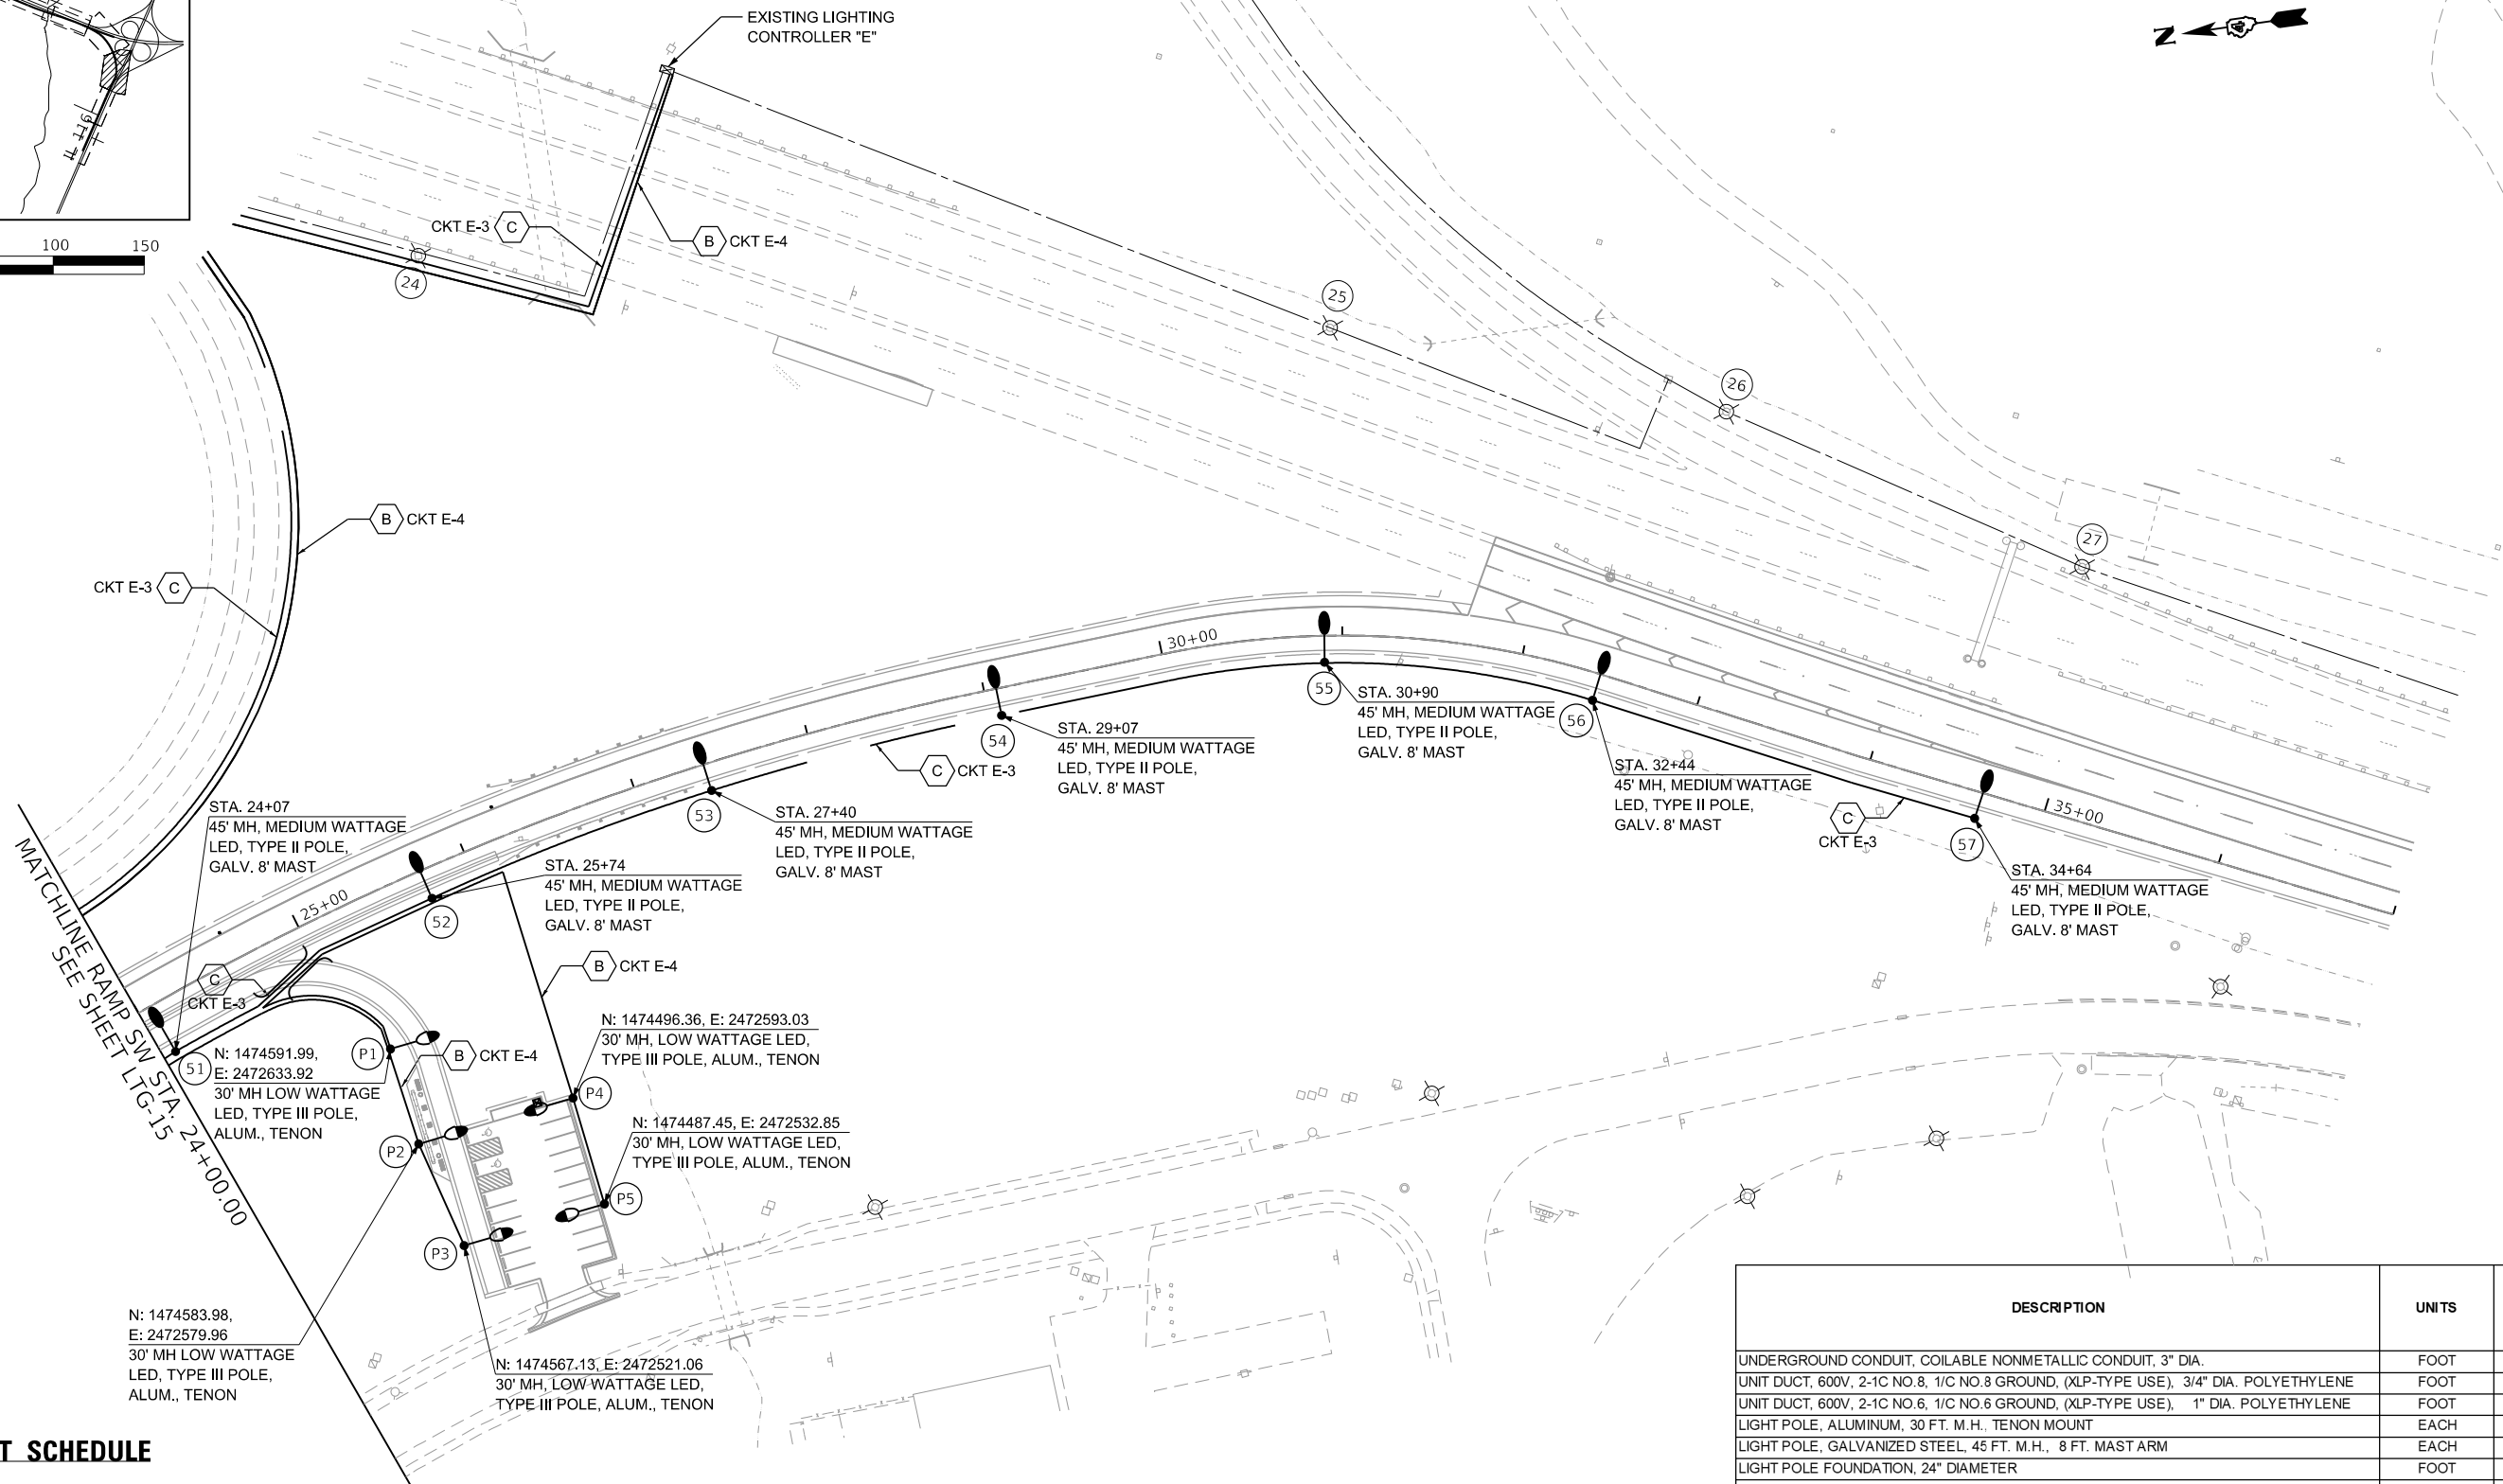 EXISTING LIGHTING
CONTROLLER "E"
N
IL 116
100 150
CKT E-3 C
B CKT E-4
24
25
26
27
B CKT E-4
CKT E-3 C
30+00
55
STA. 30+90
45' MH, MEDIUM WATTAGE
LED, TYPE II POLE,
GALV. 8' MAST
56
54
STA. 29+07
45' MH, MEDIUM WATTAGE
LED, TYPE II POLE,
GALV. 8' MAST
C CKT E-3
STA. 32+44
45' MH, MEDIUM WATTAGE
LED, TYPE II POLE,
GALV. 8' MAST
C
CKT E-3
35+00
57
STA. 34+64
45' MH, MEDIUM WATTAGE
LED, TYPE II POLE,
GALV. 8' MAST
53
STA. 27+40
45' MH, MEDIUM WATTAGE
LED, TYPE II POLE,
GALV. 8' MAST
STA. 24+07
45' MH, MEDIUM WATTAGE
LED, TYPE II POLE,
GALV. 8' MAST
STA. 25+74
45' MH, MEDIUM WATTAGE
LED, TYPE II POLE,
GALV. 8' MAST
52
25+00
MATCHLINE RAMP SW STA. 24+00.00
SEE SHEET LTG-15
C
CKT E-3
B CKT E-4
51
N: 1474591.99,
E: 2472633.92
30' MH LOW WATTAGE
LED, TYPE III POLE,
ALUM., TENON
P1
B CKT E-4
N: 1474496.36, E: 2472593.03
30' MH, LOW WATTAGE LED,
TYPE III POLE, ALUM., TENON
P4
N: 1474487.45, E: 2472532.85
30' MH, LOW WATTAGE LED,
TYPE III POLE, ALUM., TENON
P2
P5
P3
N: 1474583.98,
E: 2472579.96
30' MH LOW WATTAGE
LED, TYPE III POLE,
ALUM., TENON
N: 1474567.13, E: 2472521.06
30' MH, LOW WATTAGE LED,
TYPE III POLE, ALUM., TENON
T SCHEDULE
DESCRIPTION UNITS
UNDERGROUND CONDUIT, COILABLE NONMETALLIC CONDUIT, 3" DIA. FOOT
UNIT DUCT, 600V, 2-1C NO.8, 1/C NO.8 GROUND, (XLP-TYPE USE), 3/4" DIA. POLYETHYLENE FOOT
UNIT DUCT, 600V, 2-1C NO.6, 1/C NO.6 GROUND, (XLP-TYPE USE), 1" DIA. POLYETHYLENE FOOT
LIGHT POLE, ALUMINUM, 30 FT. M.H., TENON MOUNT EACH
LIGHT POLE, GALVANIZED STEEL, 45 FT. M.H., 8 FT. MAST ARM EACH
LIGHT POLE FOUNDATION, 24" DIAMETER FOOT